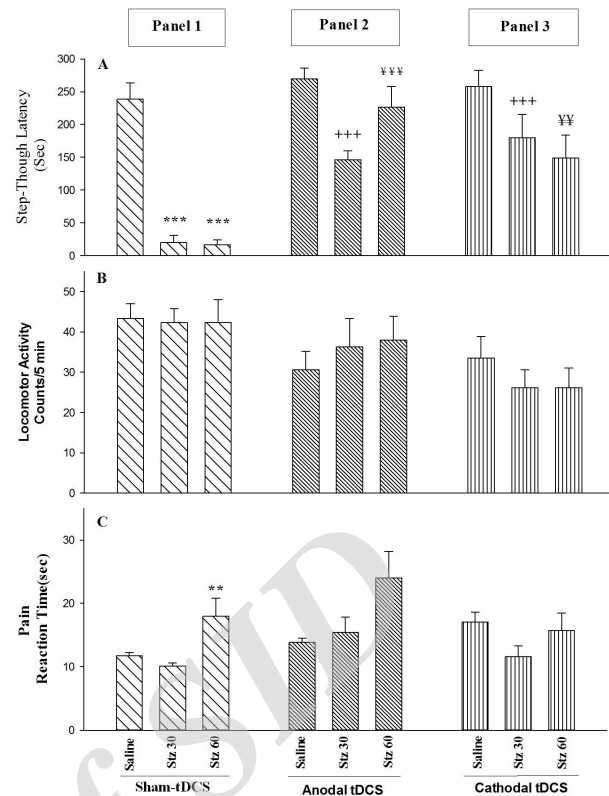 Panel 1
Panel 2
Panel 3
A
Step-Though Latency
(Sec)
300
250
200
150
100
50
0
***
***
+++
¥¥¥
+++
¥¥
B
Locomotor Activity
Counts/5 min
50
40
30
20
10
0
C
Pain
Reaction Time(sec)
30
20
10
0
**
Saline
Stz 30
Stz 60
Saline
Stz 30
Stz 60
Saline
Stz 30
Stz 60
Sham-tDCS
Anodal tDCS
Cathodal tDCS
of SID